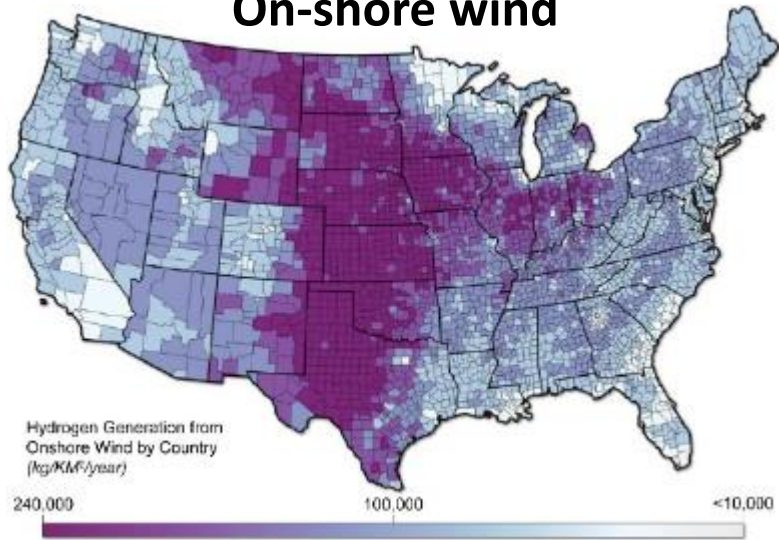 On-shore wind
Hydrogen Generation from
Onshore Wind by Country
(kg/KM²/year)
240,000 100,000 <10,000